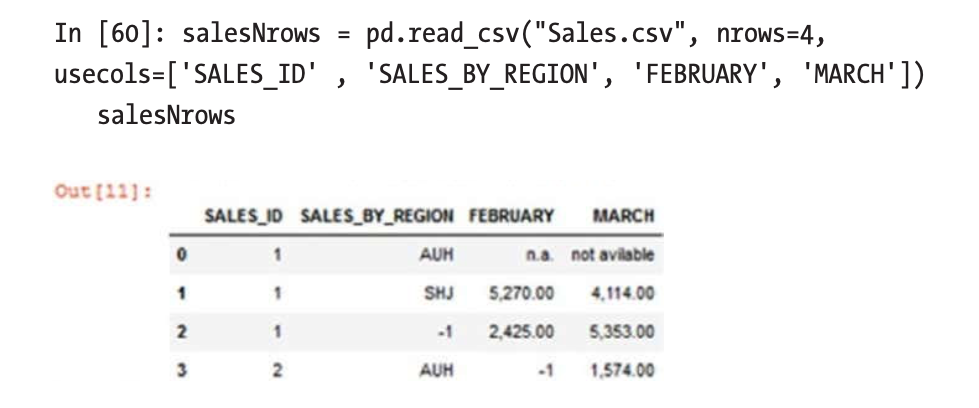 In [60]: salesNrows = pd.read_csv("Sales.csv", nrows=4,
usecols=['SALES_ID' , 'SALES_BY_REGION', 'FEBRUARY', 'MARCH'])
salesNrows
Out[11]:
SALES_ID SALES_BY_REGION FEBRUARY MARCH
0 1 AUH n.a. not avilable
1 1 SHJ 5,270.00 4,114.00
2 1 -1 2,425.00 5,353.00
3 2 AUH -1 1,574.00